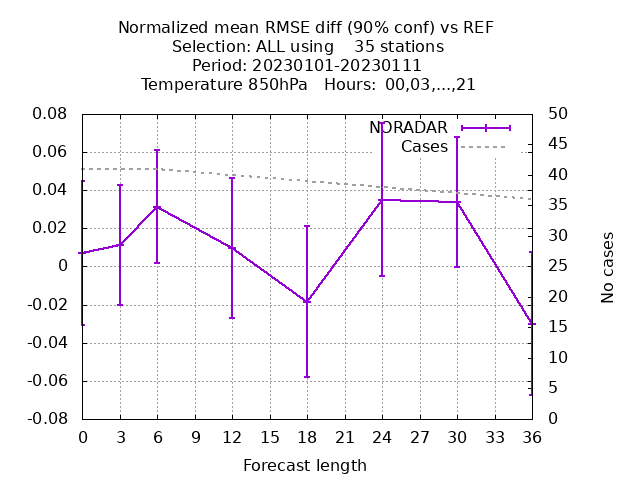 Normalized mean RMSE diff (90% conf) vs REF
Selection: ALL using    35 stations
Period: 20230101-20230111
Temperature 850hPa   Hours: 00,03,...,21
NORADAR
Cases
0.08
0.06
0.04
0.02
0
-0.02
-0.04
-0.06
-0.08
50
45
40
35
30
25
20
15
10
5
0
No cases
0 3 6 9 12 15 18 21 24 27 30 33 36
Forecast length